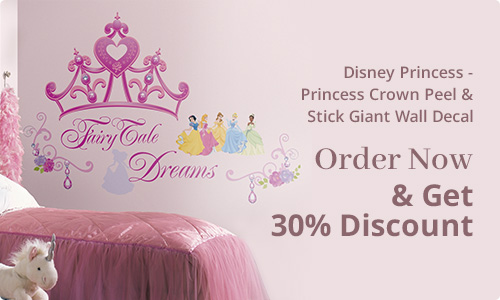 Fairy Tale
Dreams
Disney Princess -
Princess Crown Peel &
Stick Giant Wall Decal
Order Now
& Get
30% Discount